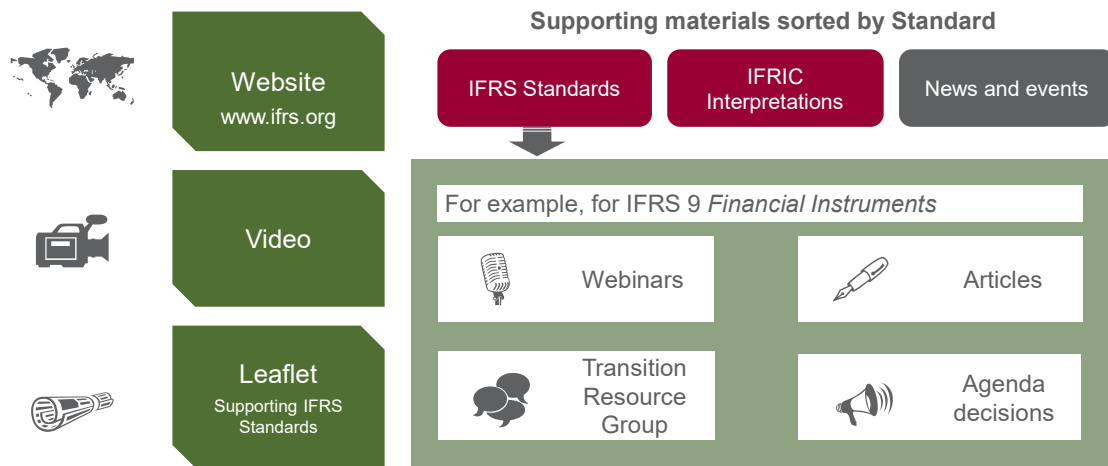 Website
www.ifrs.org
Video
Leaflet
Supporting IFRS
Standards
Supporting materials sorted by Standard
IFRS Standards
IFRIC
Interpretations
News and events
For example, for IFRS 9 Financial Instruments
Webinars
Articles
Transition
Resource
Group
Agenda
decisions